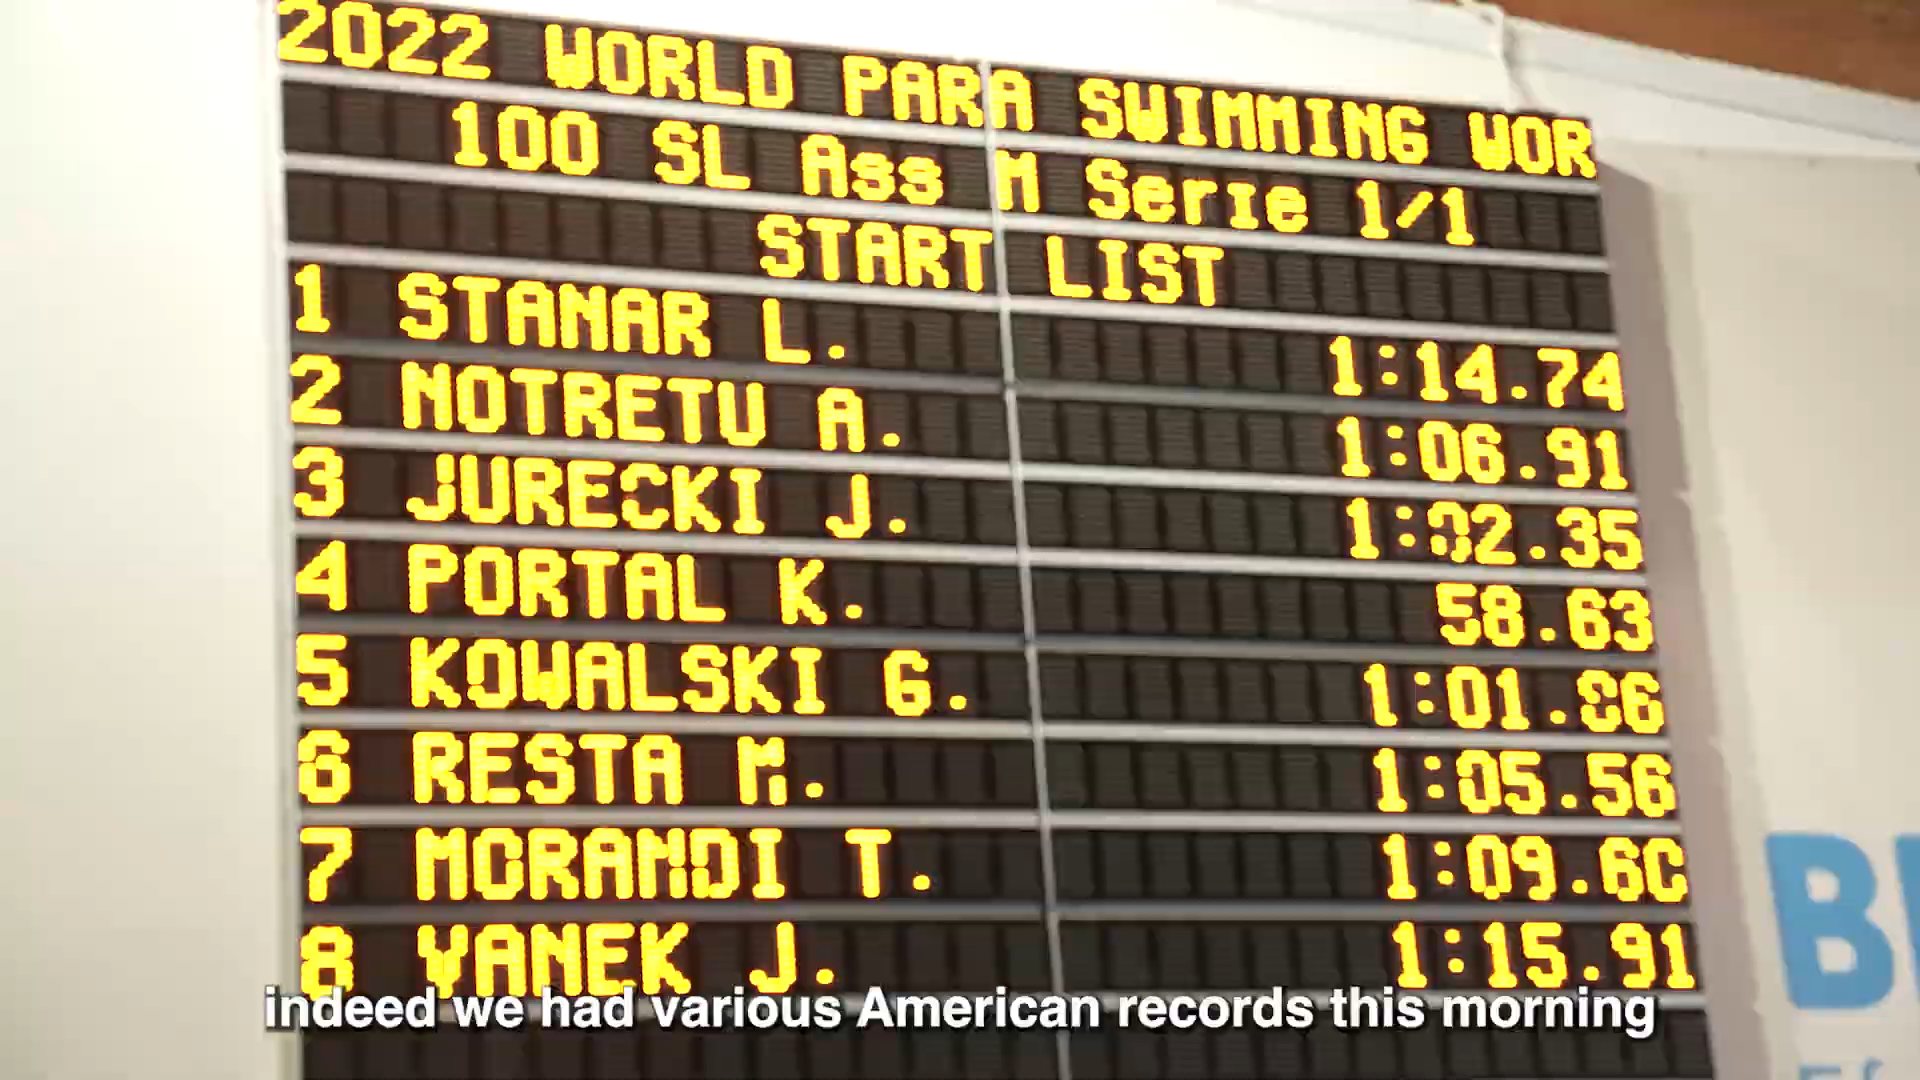 2022 WORLD PARA SWIMMING WOR
100 SL Ass M Serie 1/1
START LIST
1 STANAR L. 1:14.74
2 NOTRETU A. 1:06.91
3 JURECKI J. 1:02.35
4 PORTAL K. 58.63
5 KOWALSKI G. 1:01.86
6 RESTA M. 1:05.56
7 MORANDI T. 1:09.60
8 VANEK J. 1:15.91
indeed we had various American records this morning